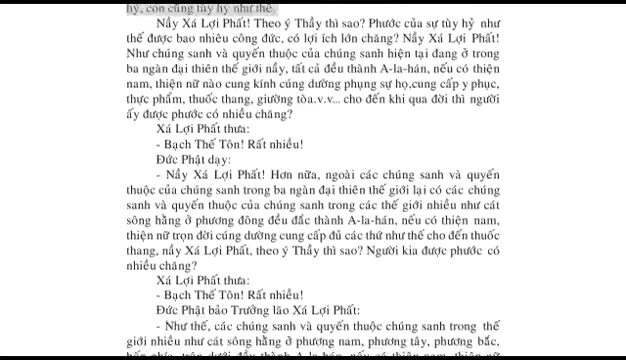 hỷ, con cũng tùy hỷ như thế.
Nầy Xá Lợi Phất! Theo ý Thầy thì sao? Phước của sự tùy hỷ như
thế được bao nhiêu công đức, có lợi ích lớn chăng? Nầy Xá Lợi Phất!
Như chúng sanh và quyến thuộc của chúng sanh hiện tại đang ở trong
ba ngàn đại thiên thế giới nầy, tất cả đều thành A-la-hán, nếu có thiện
nam, thiện nữ nào cung kính cúng dường phụng sự họ,cung cấp y phục,
thực phẩm, thuốc thang, giường tòa.v.v... cho đến khi qua đời thì người
ấy được phước có nhiều chăng?
Xá Lợi Phất thưa:
- Bạch Thế Tôn! Rất nhiều!
Đức Phật dạy:
- Nầy Xá Lợi Phất! Hơn nữa, ngoài các chúng sanh và quyến
thuộc của chúng sanh trong ba ngàn đại thiên thế giới lại có các chúng
sanh và quyến thuộc của chúng sanh trong các thế giới nhiều như cát
sông hằng ở phương đông đều đắc thành A-la-hán, nếu có thiện nam,
thiện nữ trọn đời cúng dường cung cấp đủ các thứ như thế cho đến thuốc
thang, nầy Xá Lợi Phất, theo ý Thầy thì sao? Người kia được phước có
nhiều chăng?
Xá Lợi Phất thưa:
- Bạch Thế Tôn! Rất nhiều!
Đức Phật bảo Trưởng lão Xá Lợi Phất:
- Như thế, các chúng sanh và quyến thuộc chúng sanh trong thế
giới nhiều như cát sông hằng ở phương nam, phương tây, phương bắc,